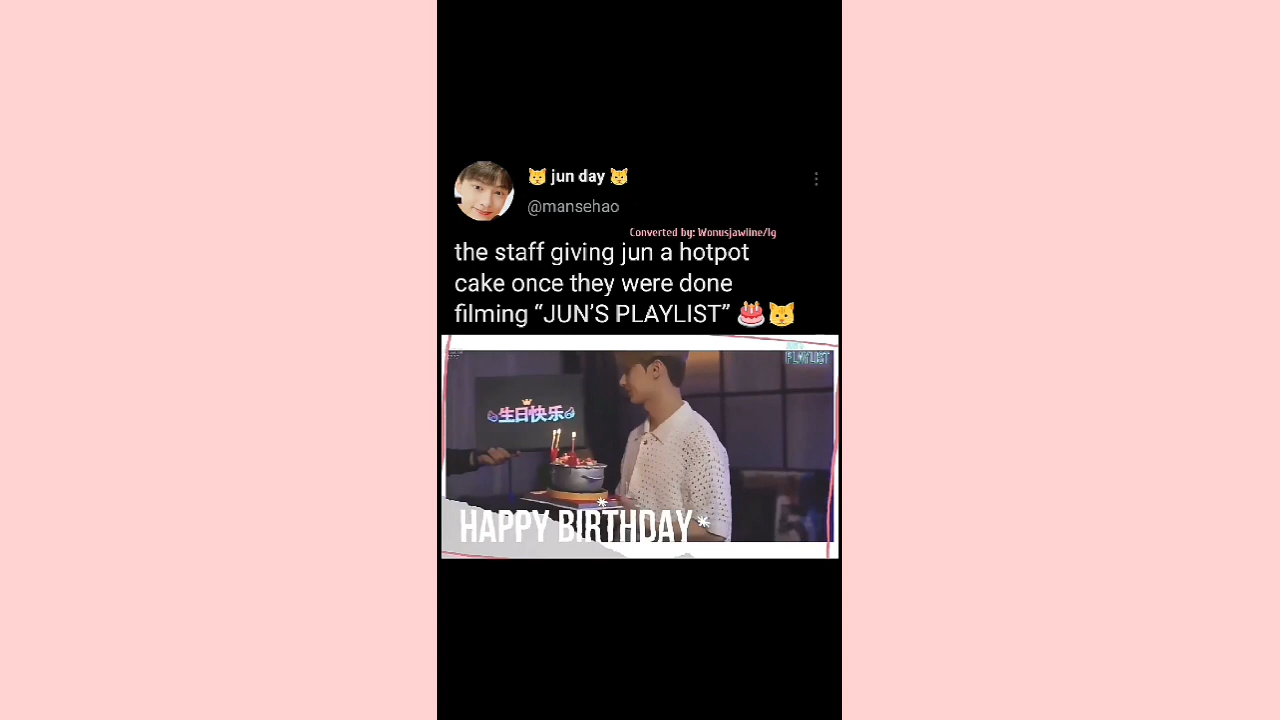 🐱 jun day 🐱
@mansehao
Converted by: Wonusjawline/Ig
the staff giving jun a hotpot
cake once they were done
filming “JUN’S PLAYLIST” 🎂🐱
PLAYLIST
生日快乐
HAPPY BIRTHDAY